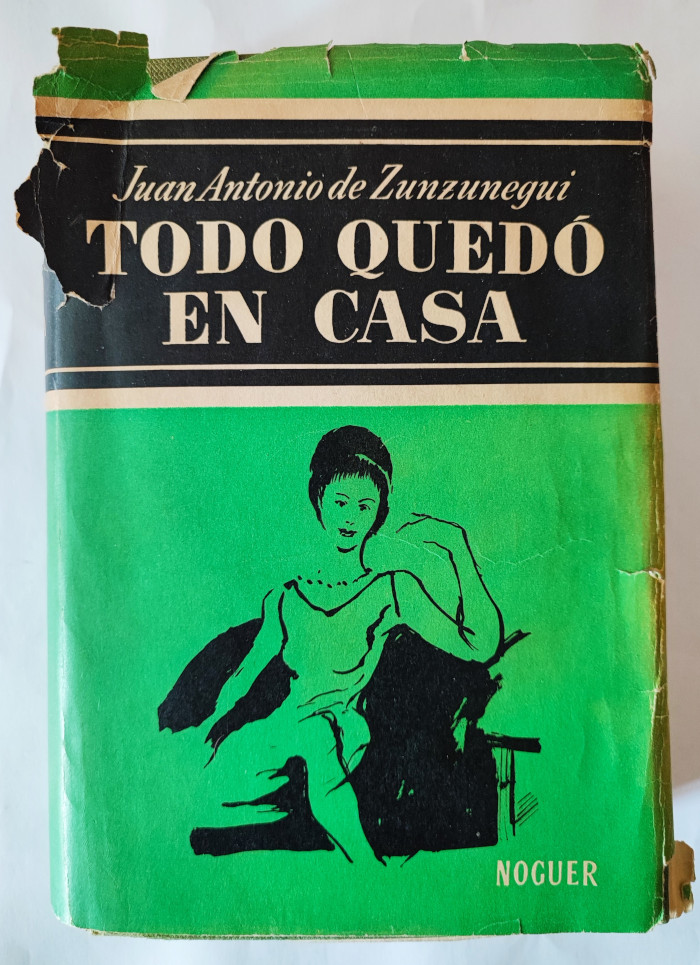 Juan Antonio de Zunzunegui
TODO QUEDÓ
EN CASA
NOGUER